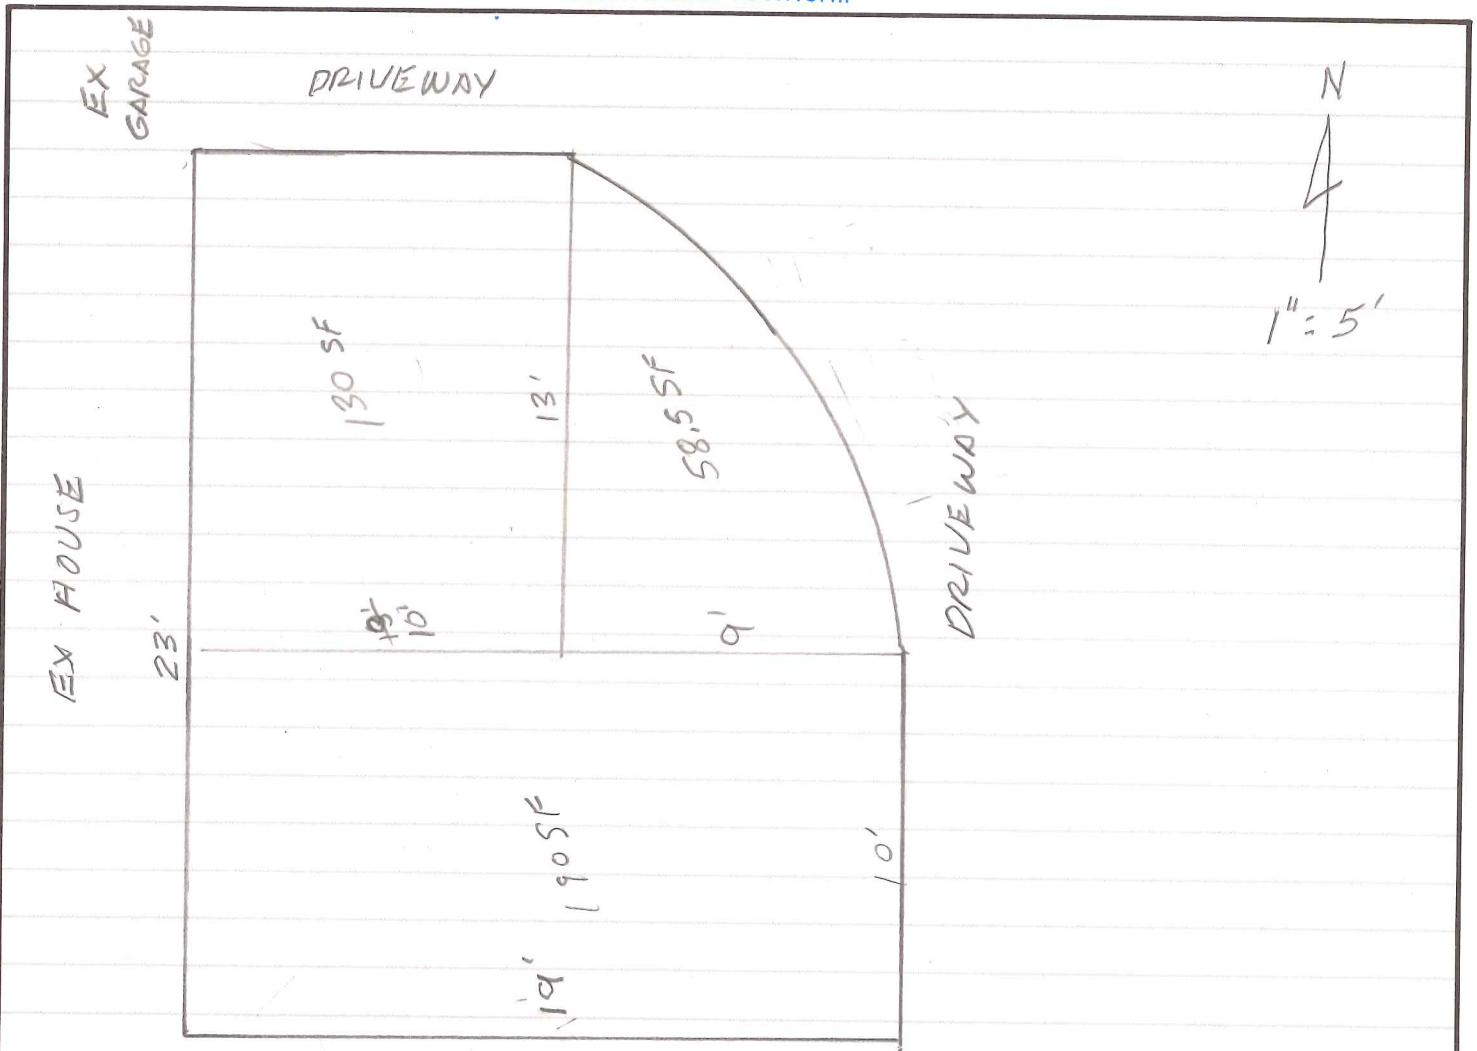 EX
GARAGE
DRIVEWAY
N
1" = 5'
130 SF
13'
58.5 SF
EX HOUSE
23'
10'
9'
DRIVEWAY
190 SF
10'
19'